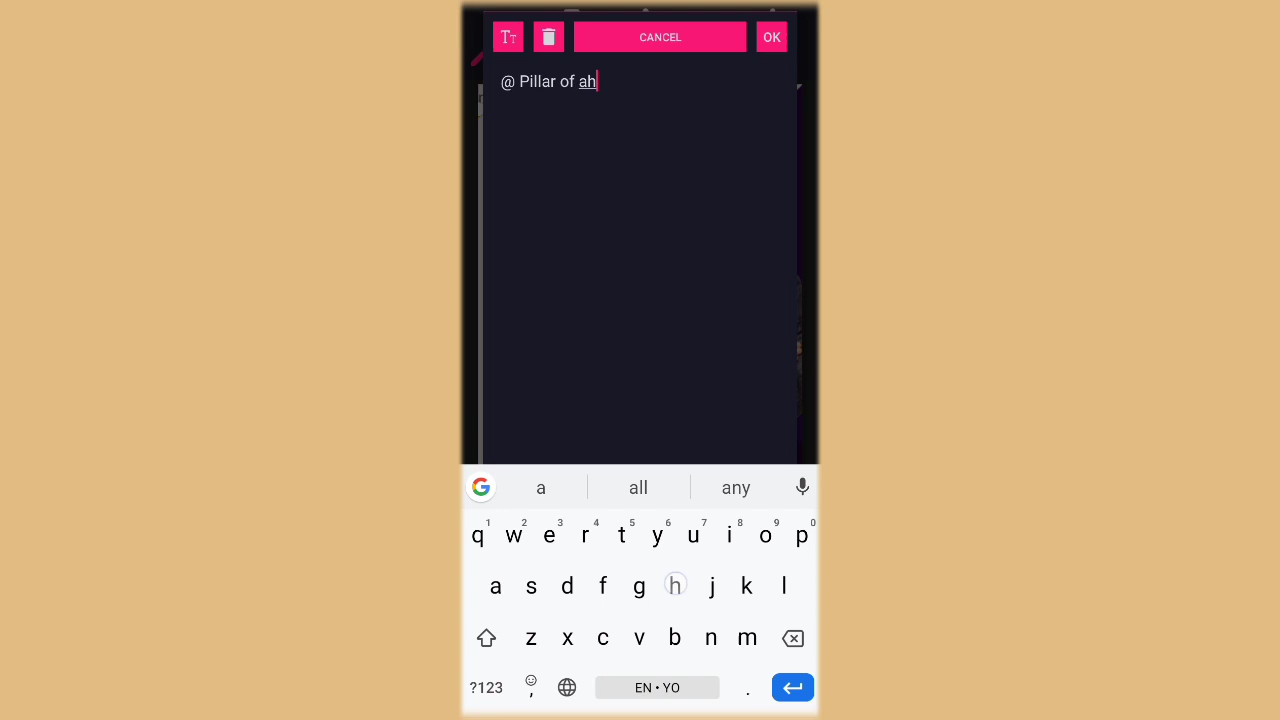 Tт CANCEL OK
@ Pillar of ah
G a all any
1 2 3 4 5 6 7 8 9 0
q w e r t y u i o p
a s d f g h j k l
z x c v b n m
?123 , EN • YO .